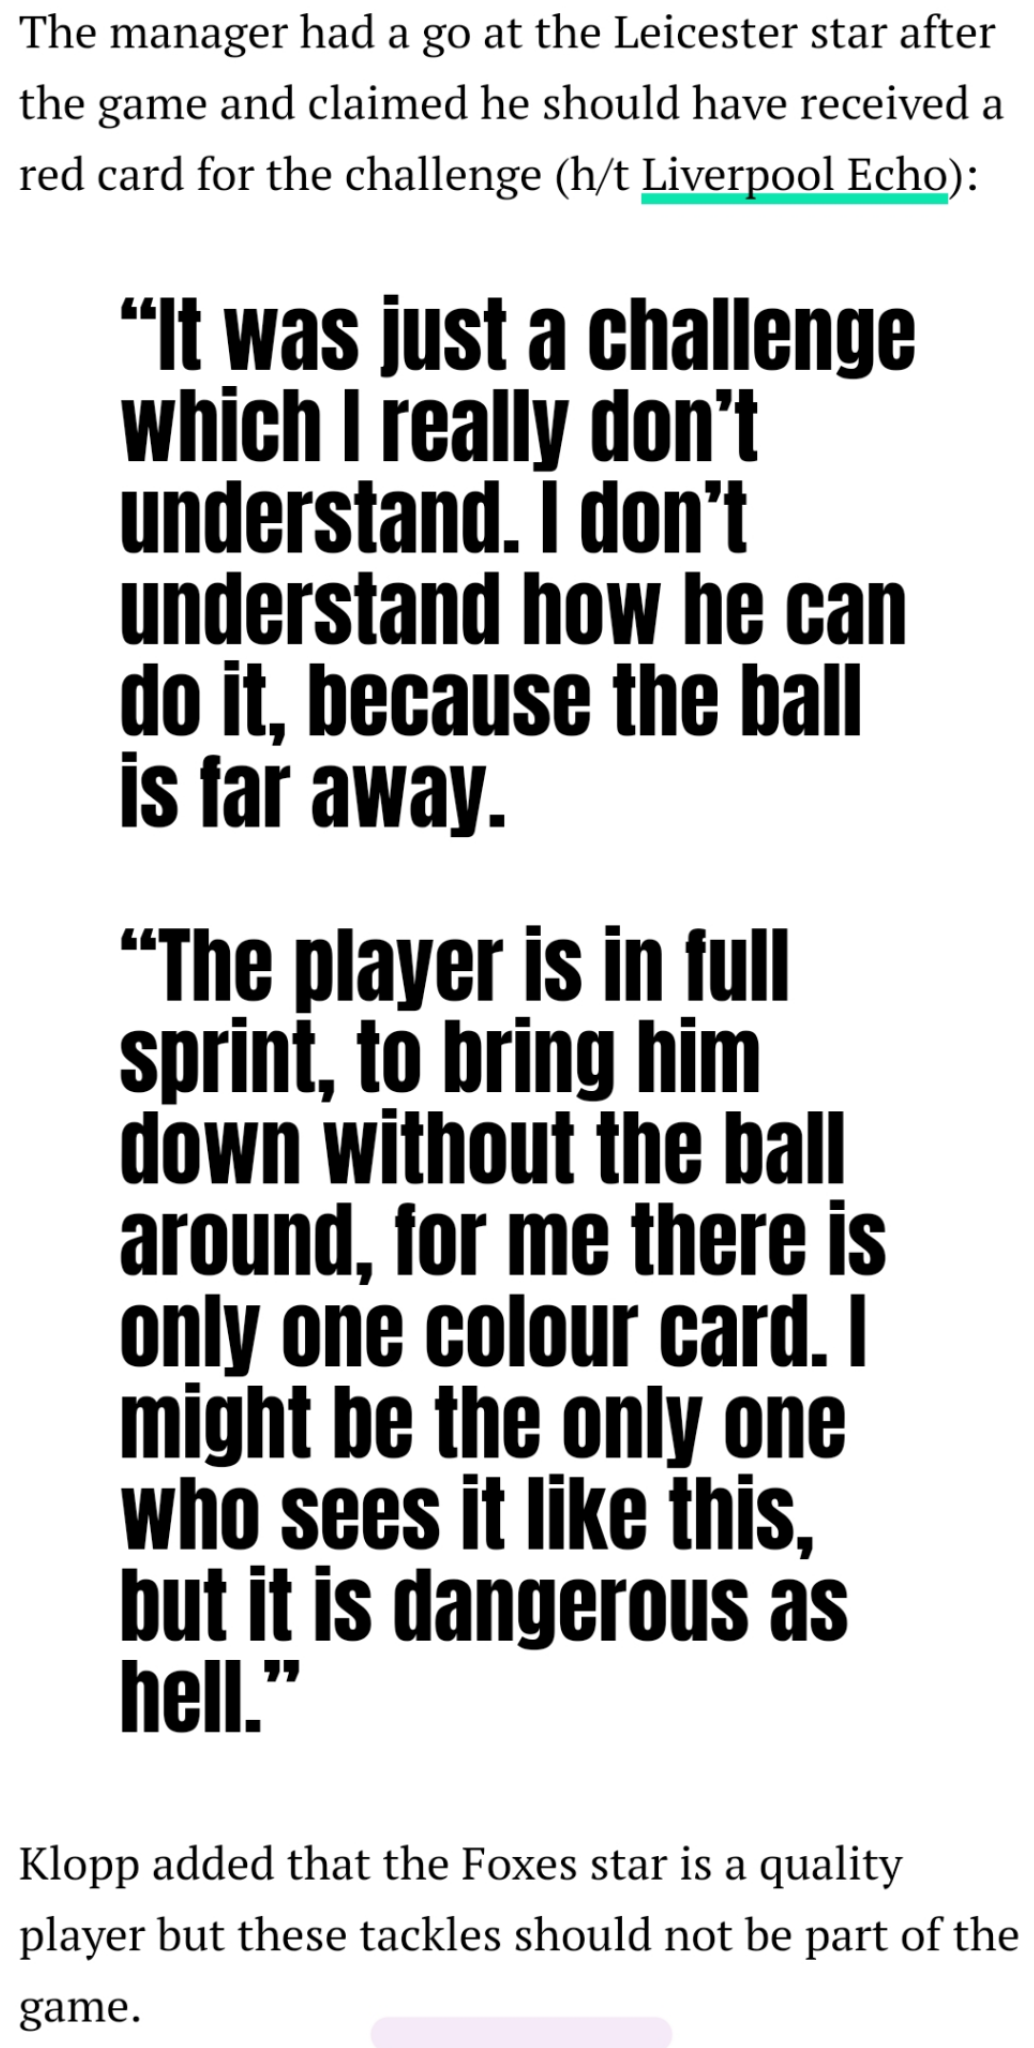 The manager had a go at the Leicester star after
the game and claimed he should have received a
red card for the challenge (h/t Liverpool Echo):
“It was just a challenge
which I really don’t
understand. I don’t
understand how he can
do it, because the ball
is far away.
“The player is in full
sprint, to bring him
down without the ball
around, for me there is
only one colour card. I
might be the only one
who sees it like this,
but it is dangerous as
hell.”
Klopp added that the Foxes star is a quality
player but these tackles should not be part of the
game.